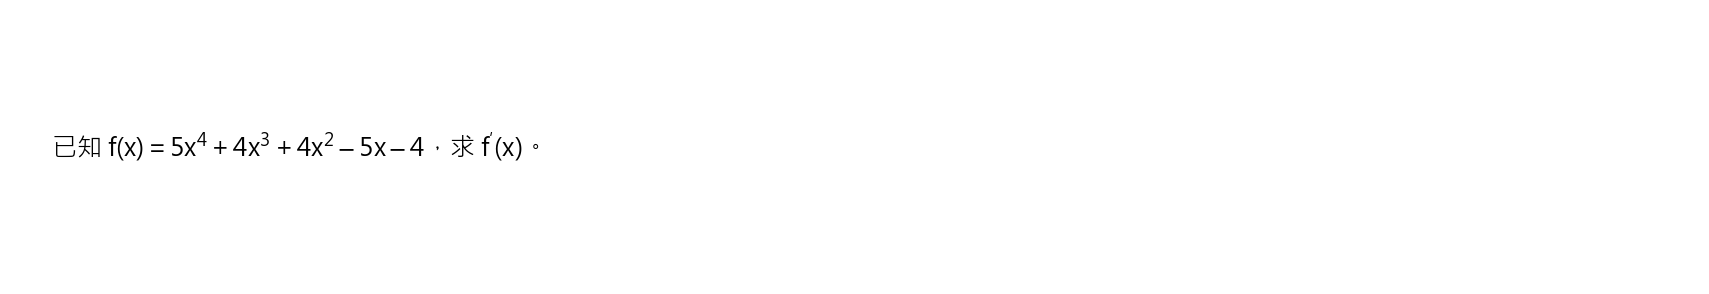 已知 f(x) = 5x⁴ + 4x³ + 4x² – 5x – 4，求 f′(x)。